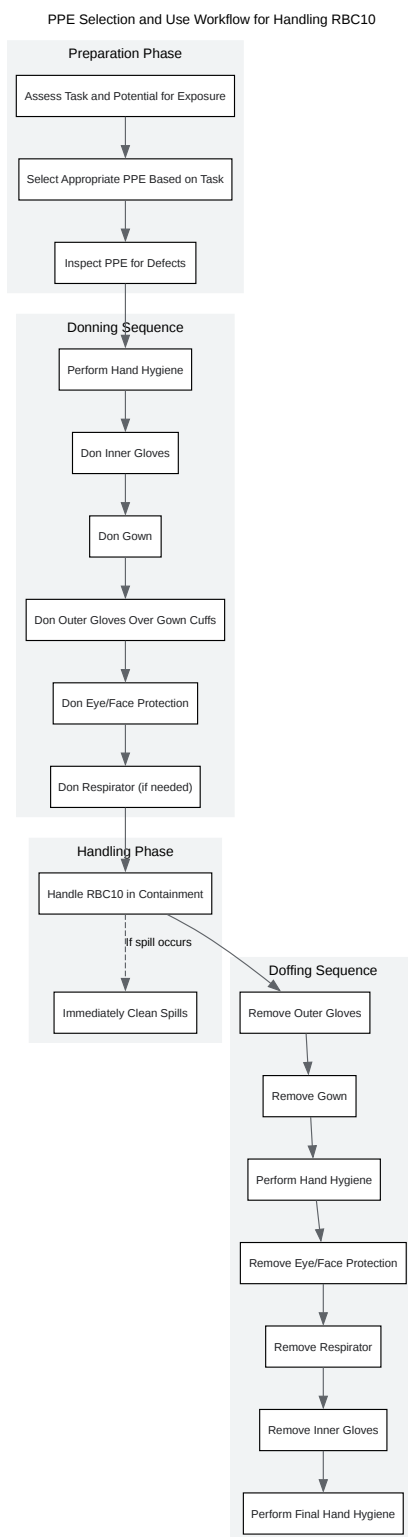 PPE Selection and Use Workflow for Handling RBC10
Preparation Phase
Assess Task and Potential for Exposure
Select Appropriate PPE Based on Task
Inspect PPE for Defects
Donning Sequence
Perform Hand Hygiene
Don Inner Gloves
Don Gown
Don Outer Gloves Over Gown Cuffs
Don Eye/Face Protection
Don Respirator (if needed)
Handling Phase
Handle RBC10 in Containment
If spill occurs
Immediately Clean Spills
Doffing Sequence
Remove Outer Gloves
Remove Gown
Perform Hand Hygiene
Remove Eye/Face Protection
Remove Respirator
Remove Inner Gloves
Perform Final Hand Hygiene